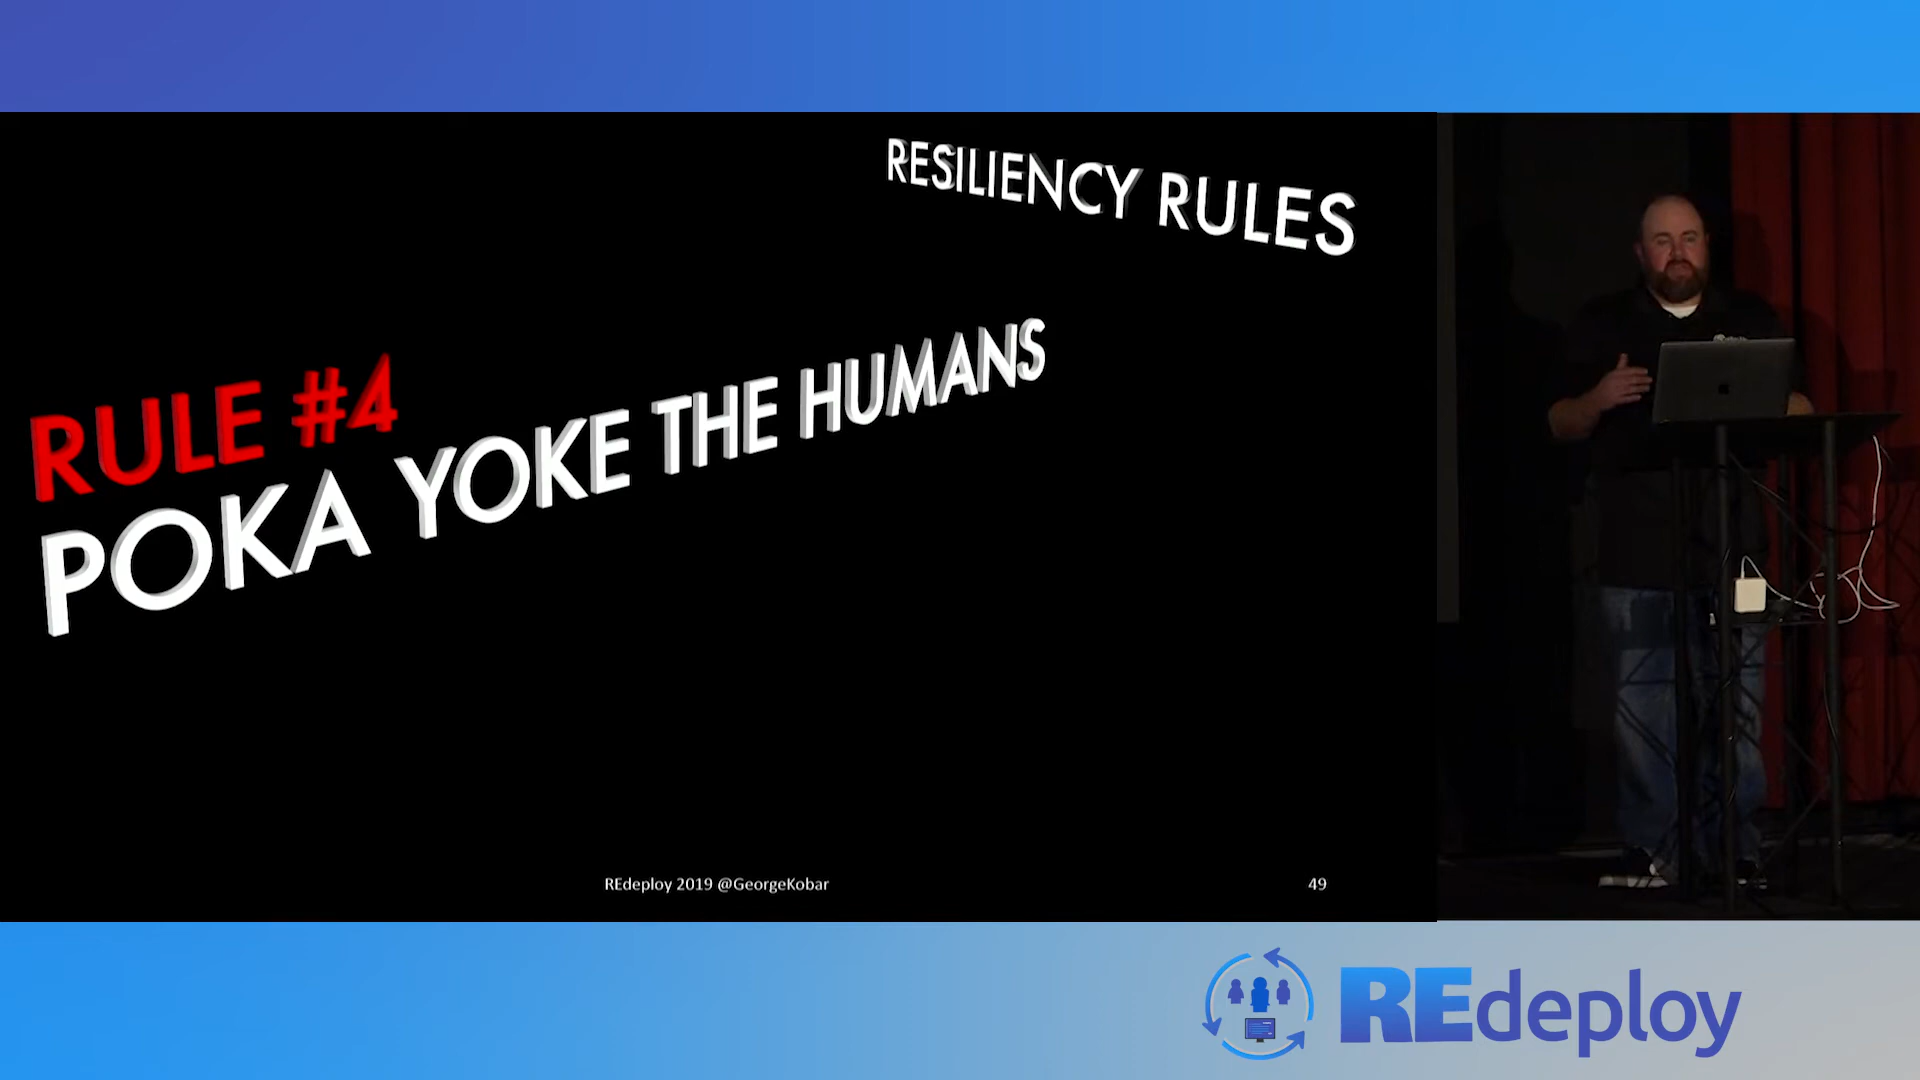 RESILIENCY RULES
RULE #4
POKA YOKE THE HUMANS
REdeploy 2019 @GeorgeKobar
49
REdeploy